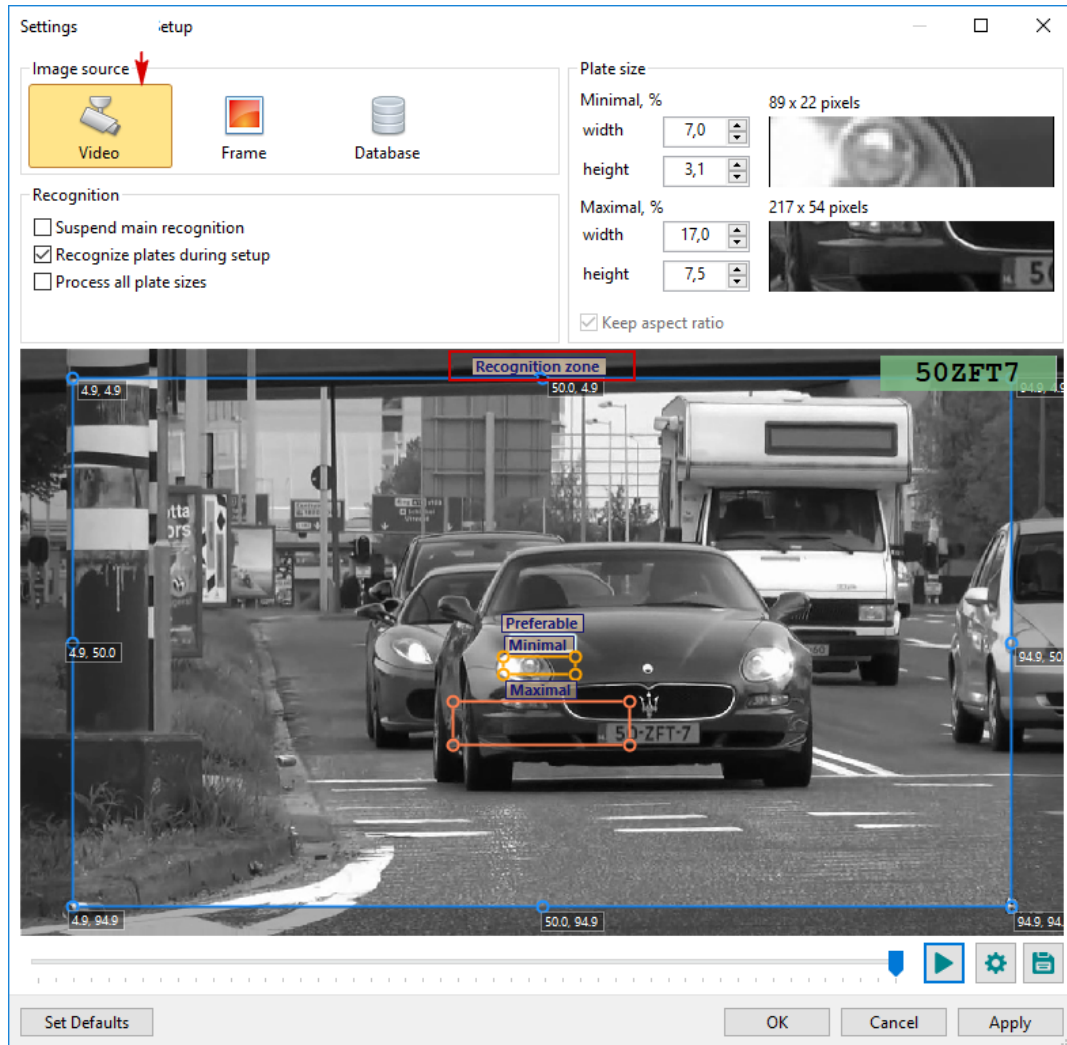 Settings
etup
Image source
Video
Frame
Database
Recognition
Suspend main recognition
Recognize plates during setup
Process all plate sizes
Plate size
Minimal, %
89 x 22 pixels
width 7,0
height 3,1
Maximal, %
217 x 54 pixels
width 17,0
height 7,5
50
Keep aspect ratio
Recognition zone
50ZFT7
4.9, 4.9
50.0, 4.9
94.9, 4.9
Preferable
Minimal
Maximal
4.9, 50.0
94.9, 50
50-ZFT-7
4.9, 94.9
50.0, 94.9
94.9, 94.
Set Defaults
OK
Cancel
Apply